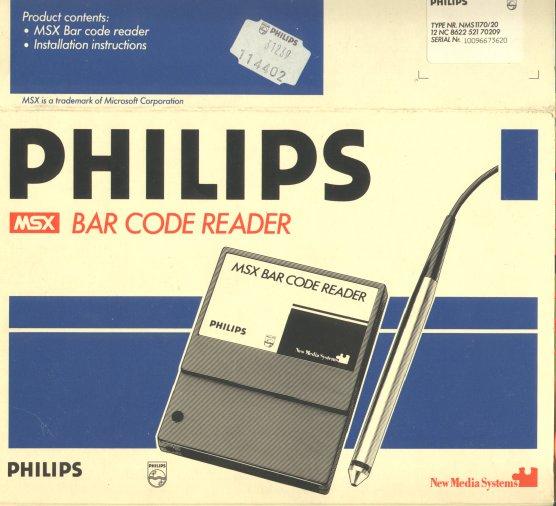 Product contents:
• MSX Bar code reader
• Installation instructions
PHILIPS
61269
114402
PHILIPS
TYPE NR. NMS1170/20
12 NC 8622 521 70209
SERIAL Nr. 10096673620
MSX is a trademark of Microsoft Corporation
PHILIPS
MSX BAR CODE READER
MSX BAR CODE READER
PHILIPS
New Media Systems
PHILIPS
PHILIPS
New Media Systems